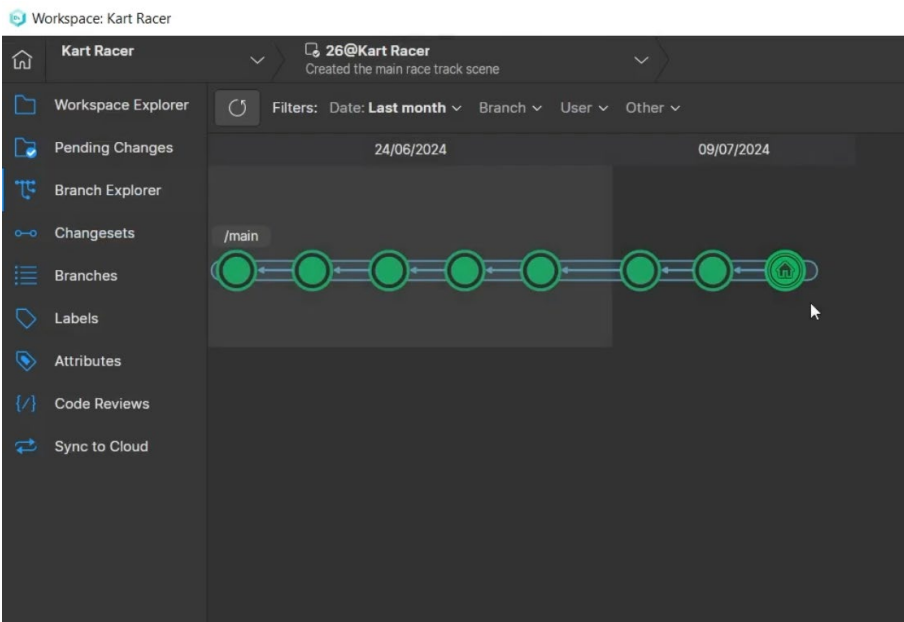 Workspace: Kart Racer
Kart Racer
26@Kart Racer
Created the main race track scene
Workspace Explorer
Filters: Date: Last month Branch User Other
Pending Changes
24/06/2024 09/07/2024
Branch Explorer
Changesets
/main
Branches
Labels
Attributes
Code Reviews
Sync to Cloud